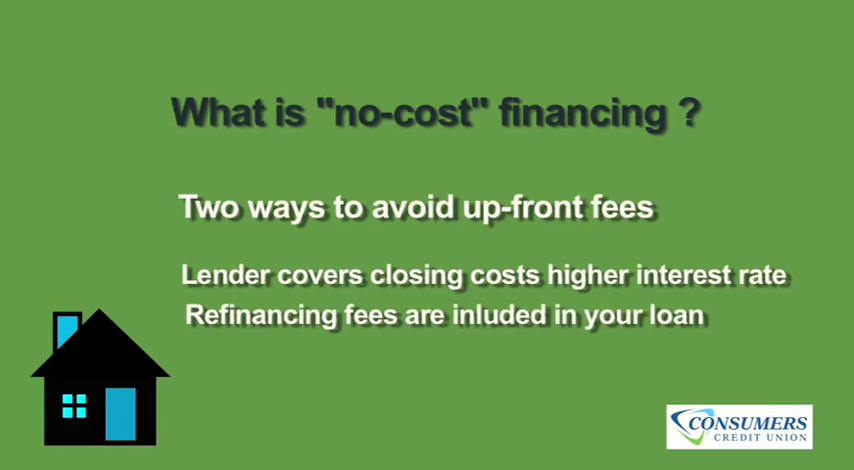 What is "no-cost" financing ?
Two ways to avoid up-front fees
Lender covers closing costs higher interest rate
Refinancing fees are inluded in your loan
CONSUMERS
CREDIT UNION